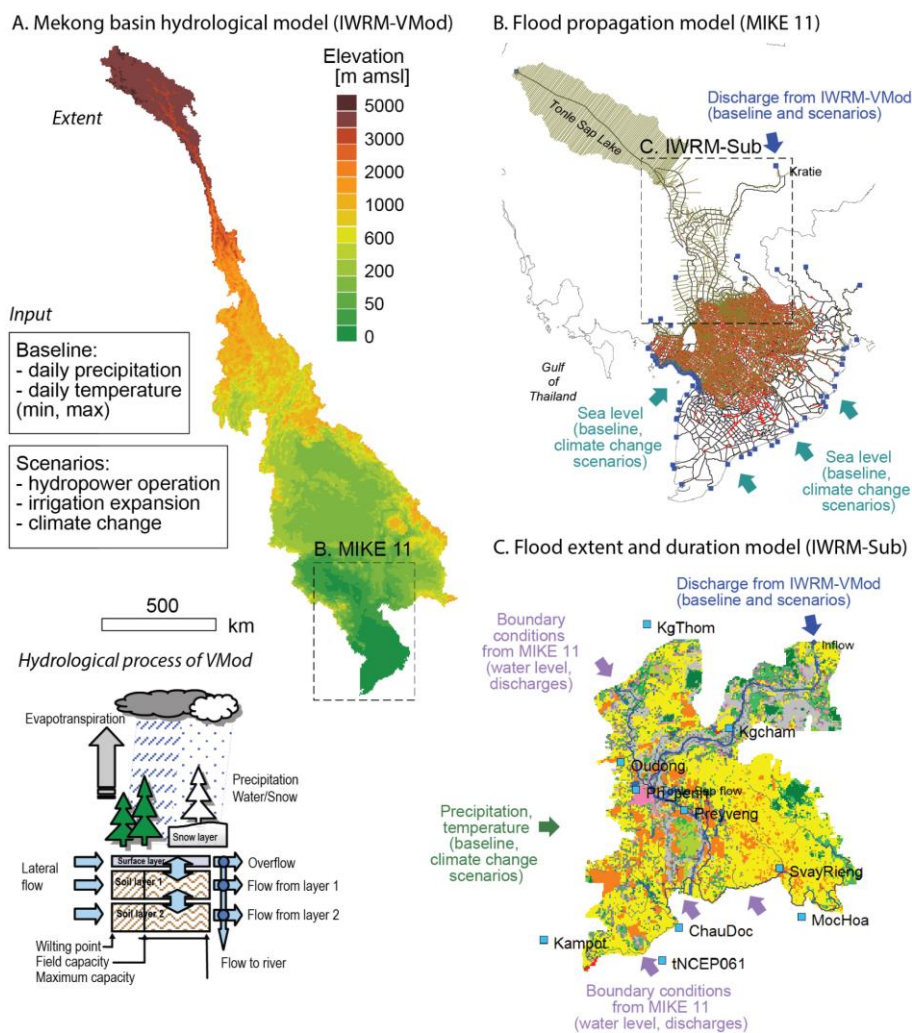 A. Mekong basin hydrological model (IWRM-VMod)
Extent
Elevation
[m amsl]
5000
3000
2000
1000
600
200
50
0
Input
Baseline:
- daily precipitation
- daily temperature
(min, max)
Scenarios:
- hydropower operation
- irrigation expansion
- climate change
B. MIKE 11
500
km
Hydrological process of VMod
Evapotranspiration
Precipitation
Water/Snow
Snow layer
Lateral
flow
Surface layer
Soil layer 1
Soil layer 2
Overflow
Flow from layer 1
Flow from layer 2
Wilting point
Field capacity
Maximum capacity
Flow to river
B. Flood propagation model (MIKE 11)
Tonle Sap Lake
Discharge from IWRM-VMod
(baseline and scenarios)
C. IWRM-Sub
Kratie
Gulf of
Thailand
Sea level
(baseline,
climate change
scenarios)
Sea level
(baseline,
climate change
scenarios)
C. Flood extent and duration model (IWRM-Sub)
Discharge from IWRM-VMod
(baseline and scenarios)
Boundary
conditions
from MIKE 11
(water level,
discharges)
KgThom
Inflow
Kgcham
Oudong
Preyveng
Precipitation,
temperature
(baseline,
climate change
scenarios)
SvayRieng
MocHoa
ChauDoc
Kampot
tNCEP061
Boundary conditions
from MIKE 11
(water level, discharges)